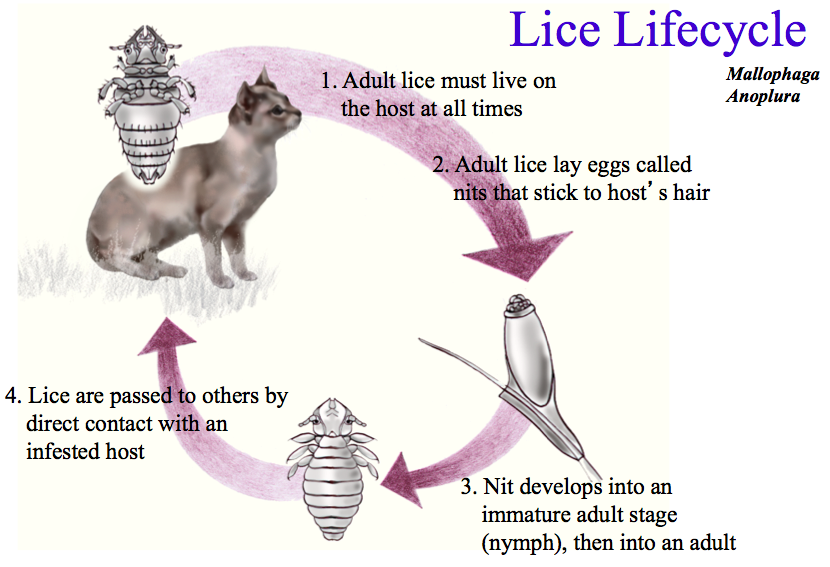 Lice Lifecycle
Mallophaga
Anoplura
1. Adult lice must live on
the host at all times
2. Adult lice lay eggs called
nits that stick to host’s hair
3. Nit develops into an
immature adult stage
(nymph), then into an adult
4. Lice are passed to others by
direct contact with an
infested host